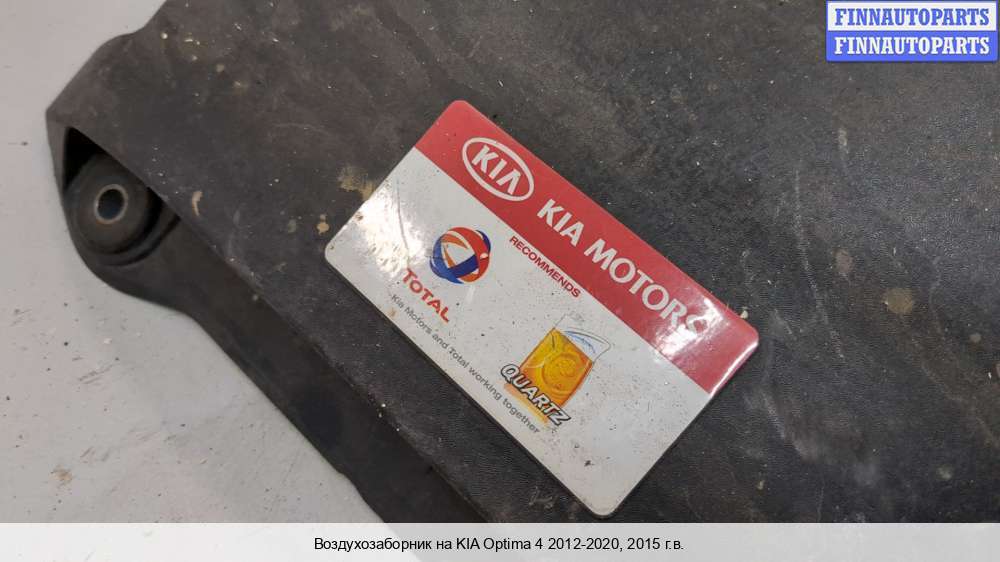 FINNAUTOPARTS
FINNAUTOPARTS
KIA
KIA MOTORS
RECOMMENDS
TOTAL
Kia Motors and Total working together
QUARTZ
Воздухозаборник на KIA Optima 4 2012-2020, 2015 г.в.